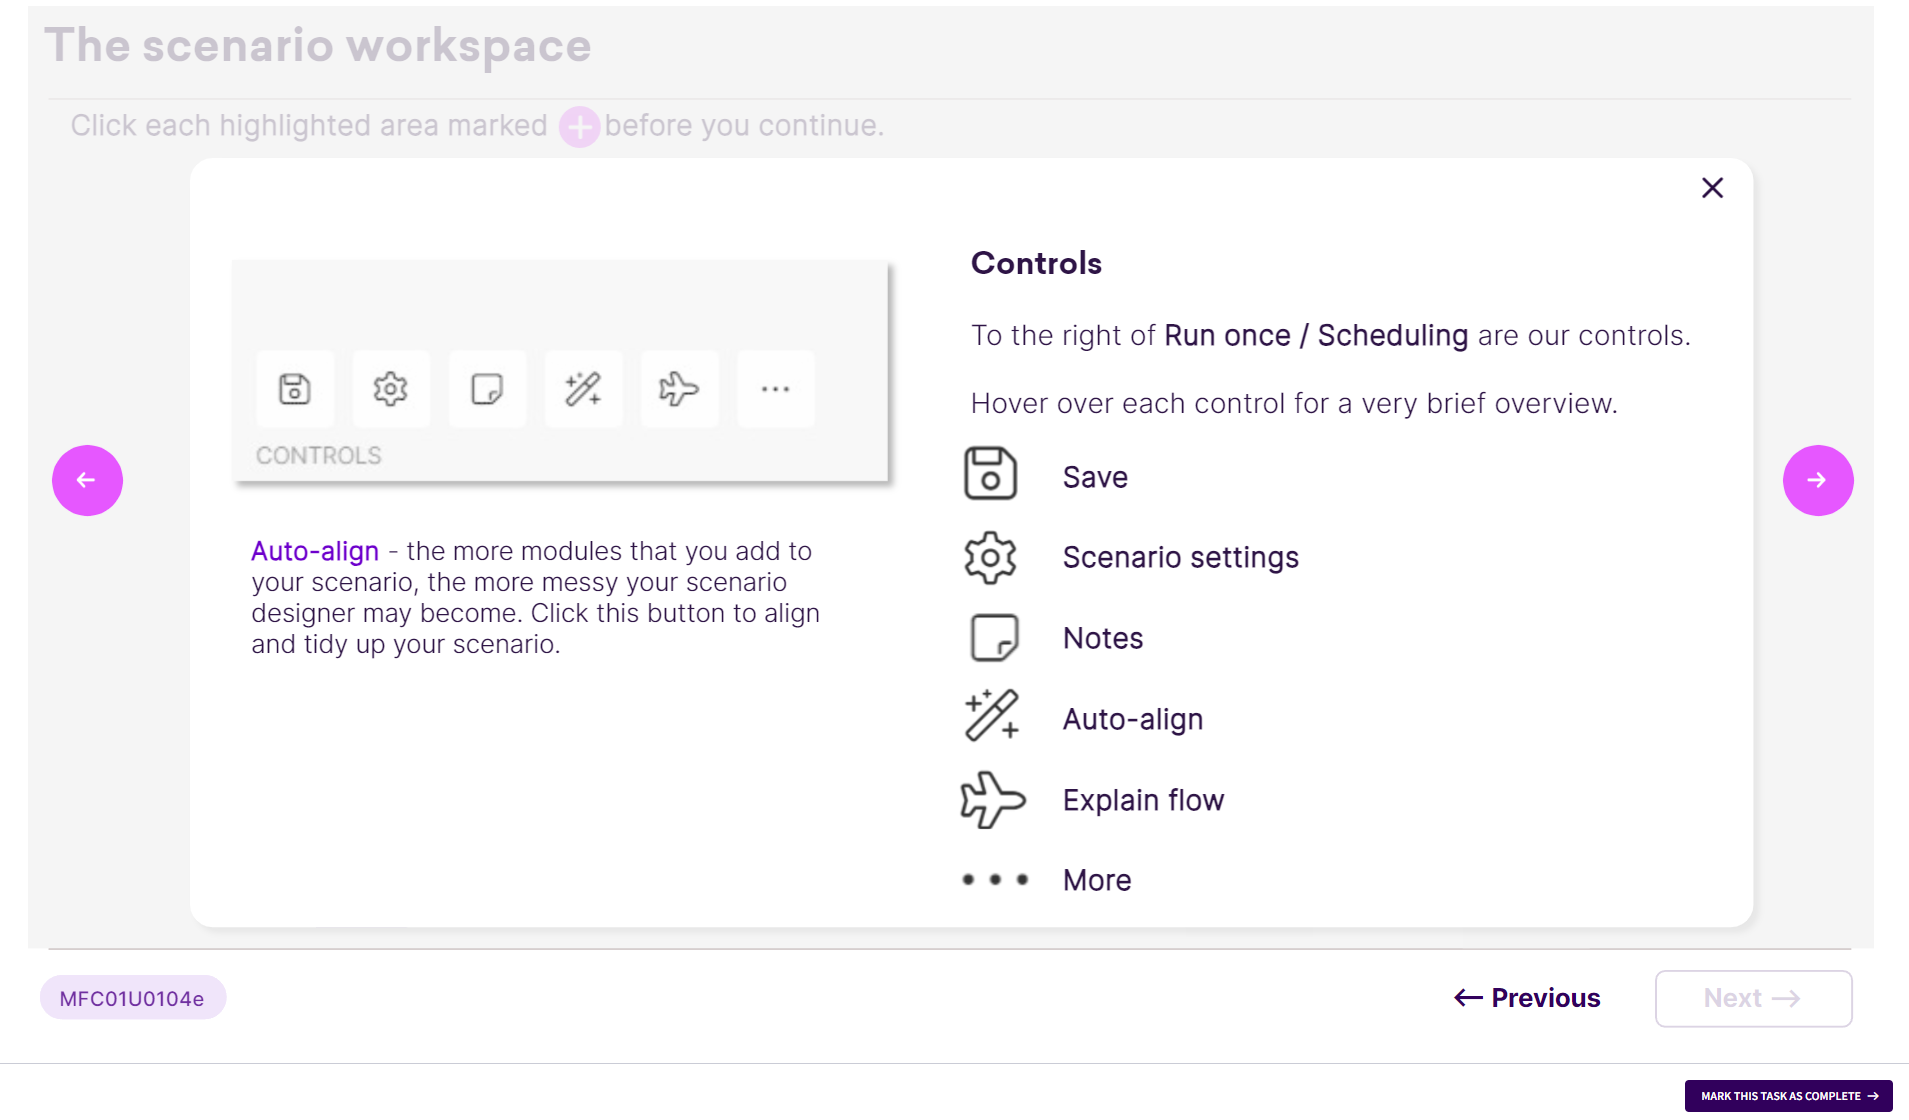 The scenario workspace
Click each highlighted area marked + before you continue.
CONTROLS
Auto-align - the more modules that you add to
your scenario, the more messy your scenario
designer may become. Click this button to align
and tidy up your scenario.
Controls
To the right of Run once / Scheduling are our controls.
Hover over each control for a very brief overview.
Save
Scenario settings
Notes
Auto-align
Explain flow
More
MFC01U0104e
← Previous
Next →
MARK THIS TASK AS COMPLETE →